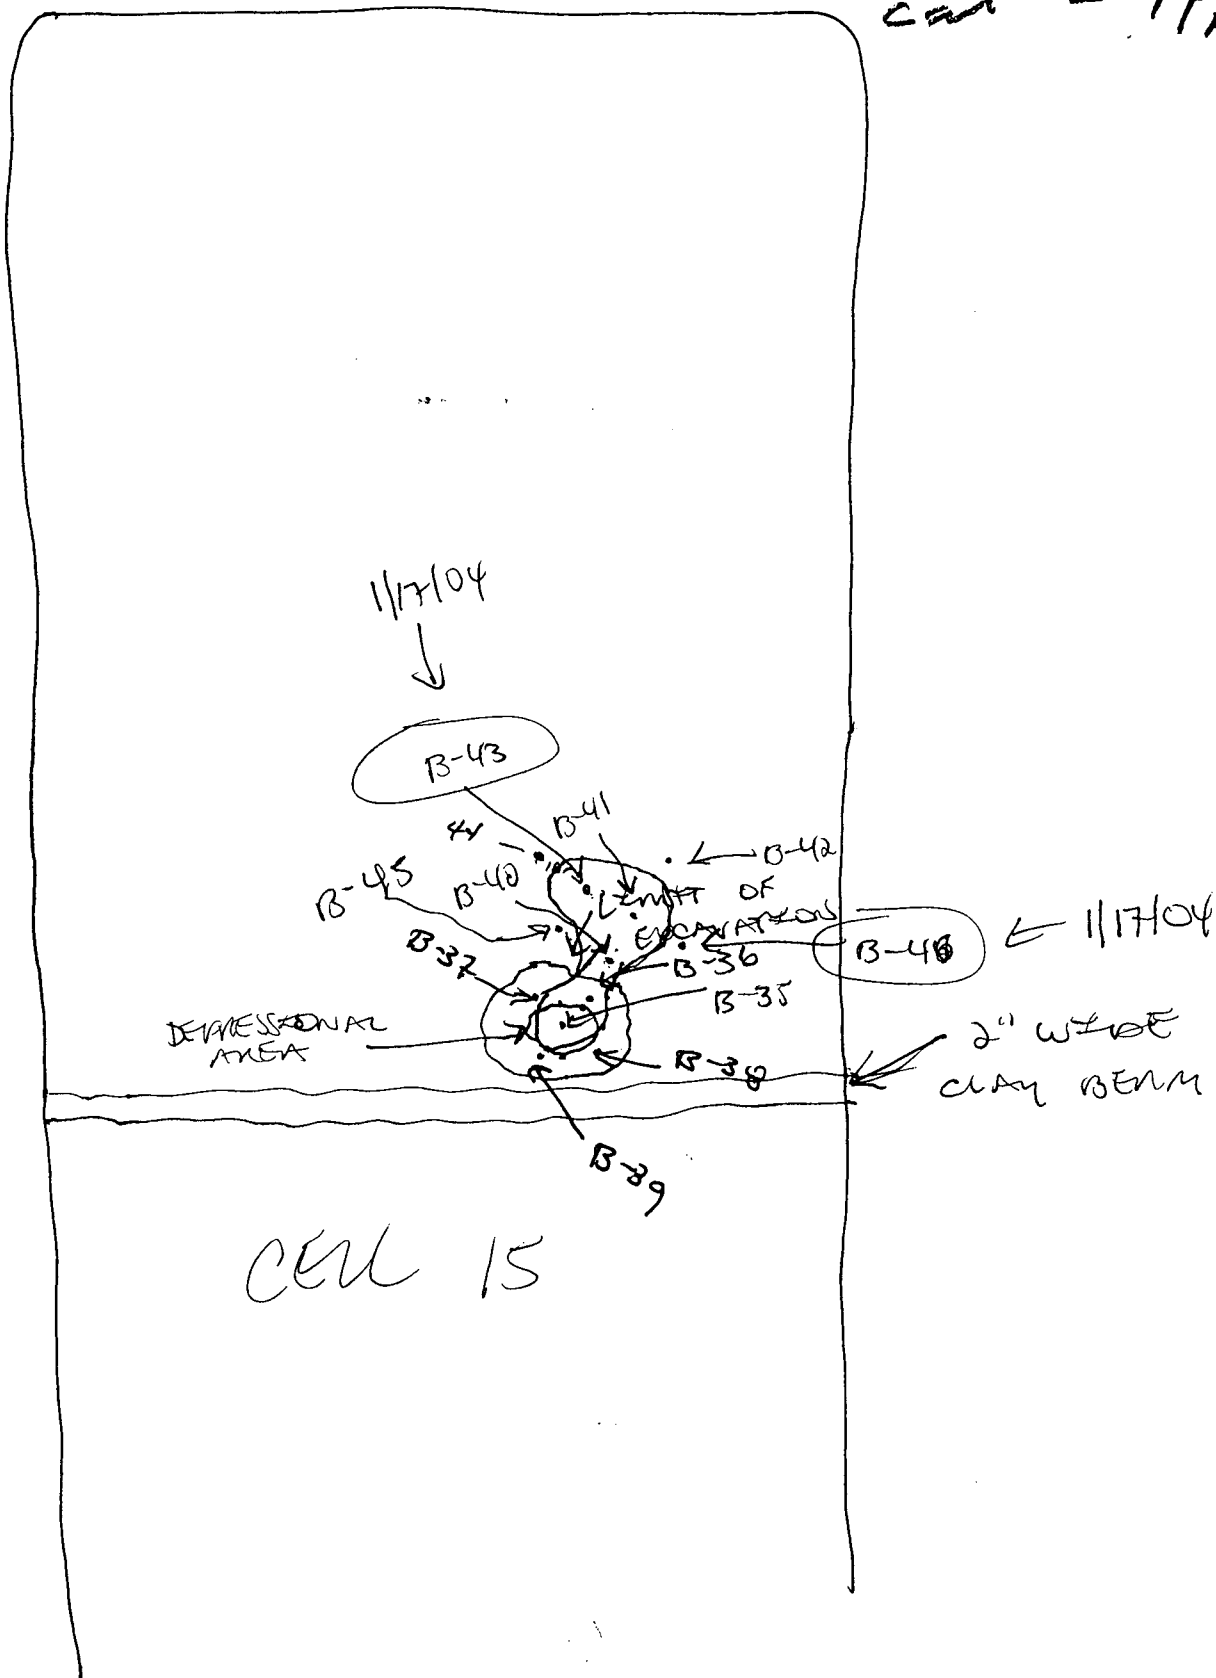 1/17/04
B-43
B-41
44
B-42
B-45
B-40
LIMIT OF
EXCAVATION
1/17/04
B-37
B-36
B-35
DEPRESSIONAL
AREA
2" WIDE
CLAY BERM
B-38
B-39
CELL 15